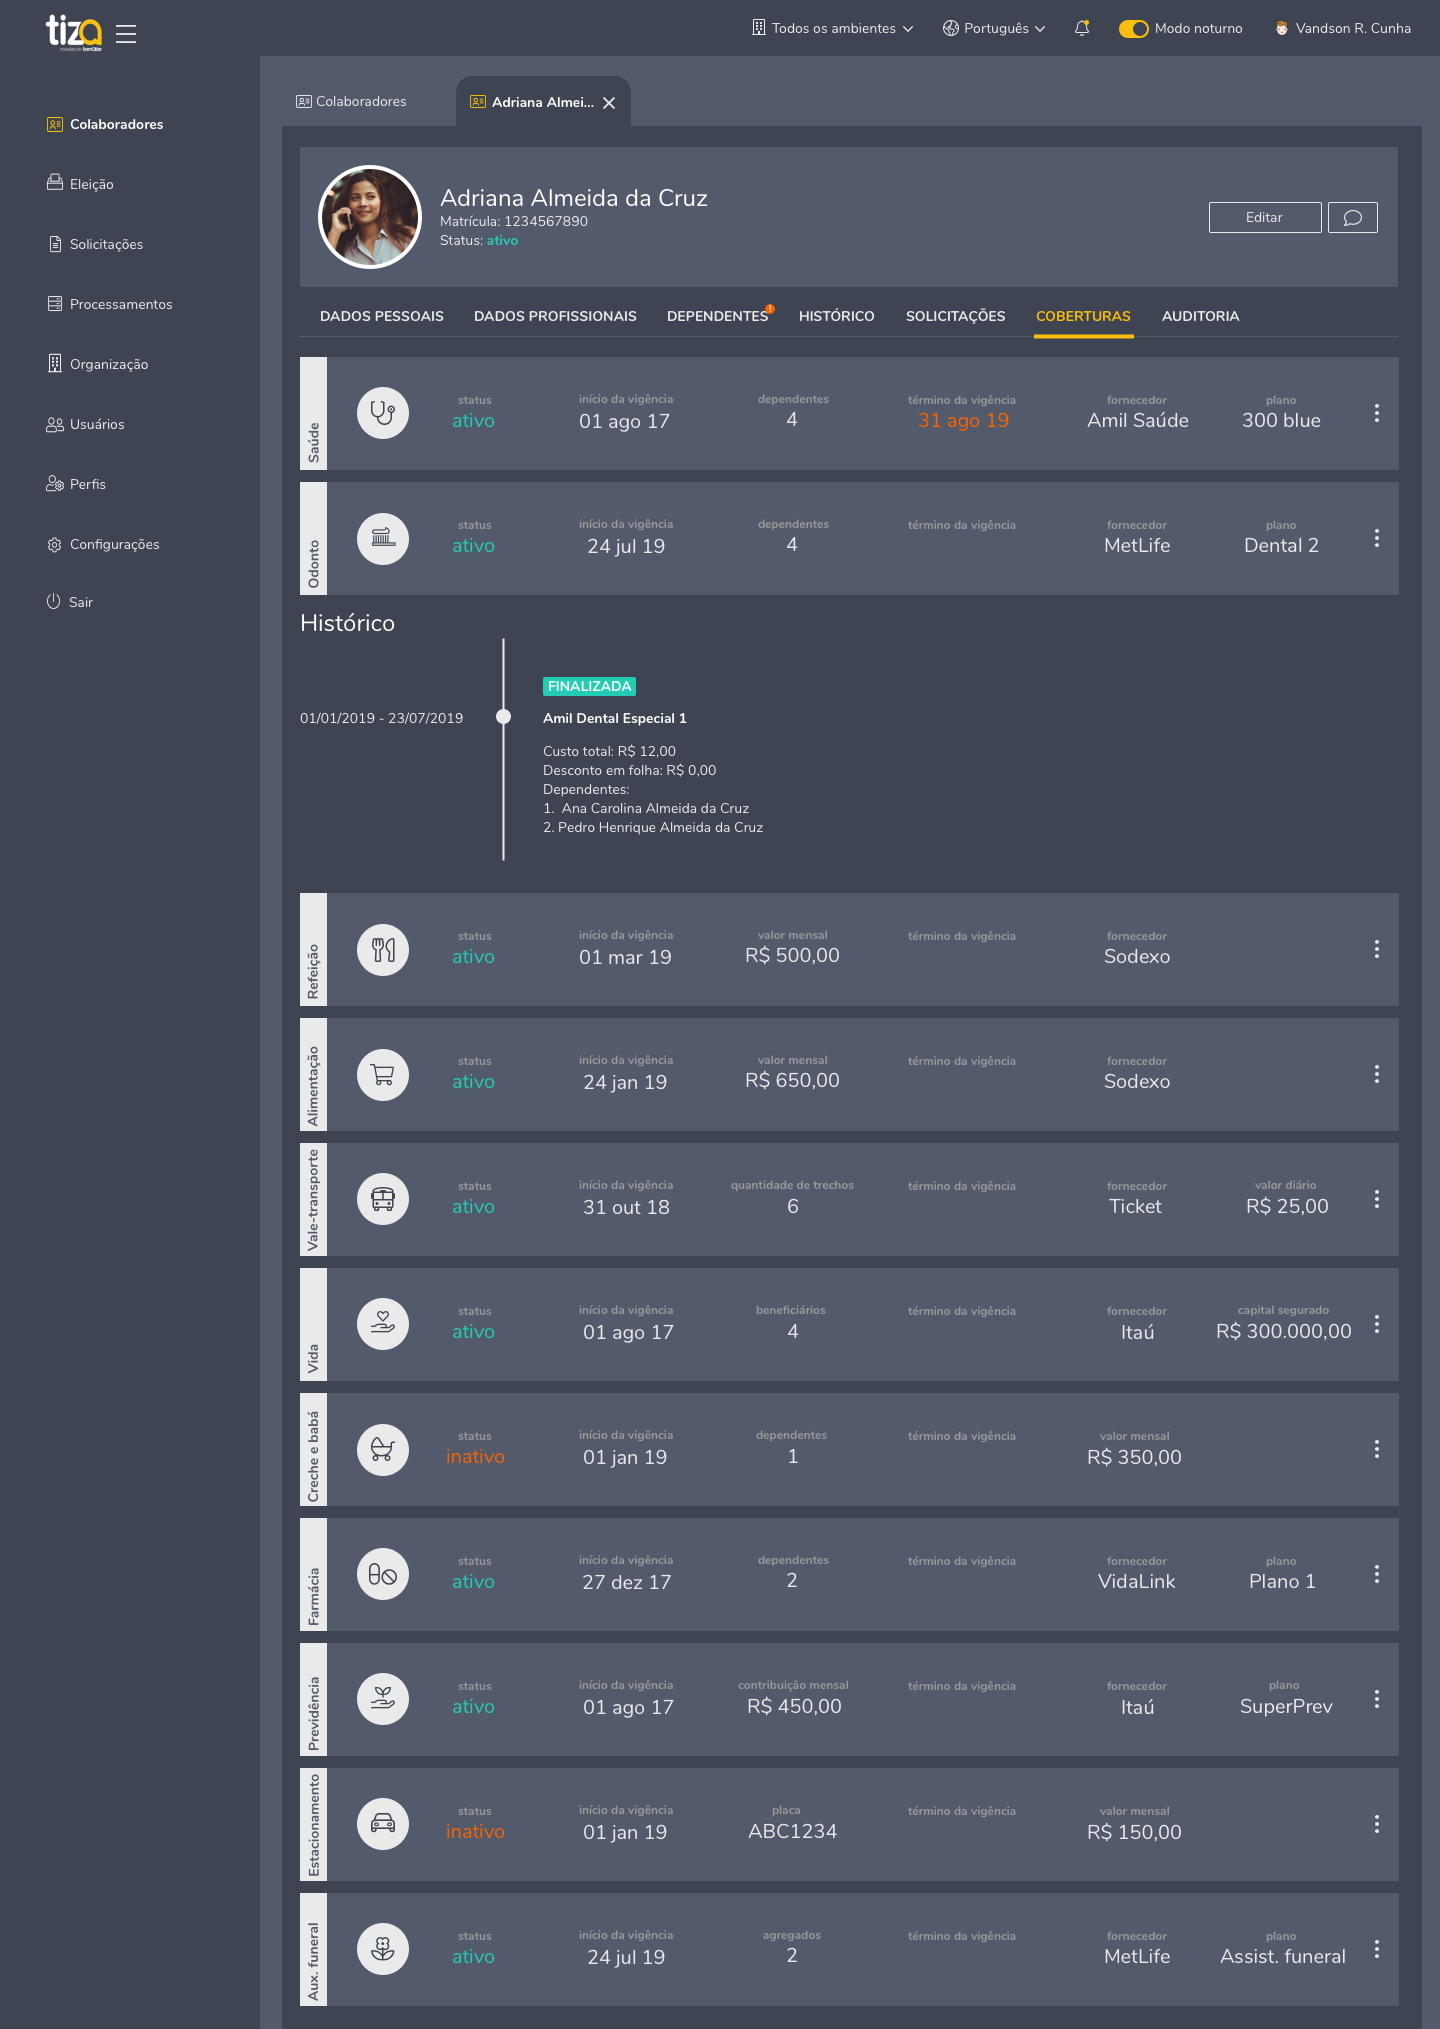 tiza
Todos os ambientes
Português
Modo noturno
Vandson R. Cunha
Colaboradores
Eleição
Solicitações
Processamentos
Organização
Usuários
Perfis
Configurações
Sair
Colaboradores
Adriana Almei...
Adriana Almeida da Cruz
Matrícula: 1234567890
Status: ativo
Editar
DADOS PESSOAIS
DADOS PROFISSIONAIS
DEPENDENTES
!
HISTÓRICO
SOLICITAÇÕES
COBERTURAS
AUDITORIA
Saúde
status
ativo
início da vigência
01 ago 17
dependentes
4
término da vigência
31 ago 19
fornecedor
Amil Saúde
plano
300 blue
Odonto
status
ativo
início da vigência
24 jul 19
dependentes
4
término da vigência
fornecedor
MetLife
plano
Dental 2
Histórico
01/01/2019 - 23/07/2019
FINALIZADA
Amil Dental Especial 1
Custo total: R$ 12,00
Desconto em folha: R$ 0,00
Dependentes:
1. Ana Carolina Almeida da Cruz
2. Pedro Henrique Almeida da Cruz
Refeição
status
ativo
início da vigência
01 mar 19
valor mensal
R$ 500,00
término da vigência
fornecedor
Sodexo
Alimentação
status
ativo
início da vigência
24 jan 19
valor mensal
R$ 650,00
término da vigência
fornecedor
Sodexo
Vale-transporte
status
ativo
início da vigência
31 out 18
quantidade de trechos
6
término da vigência
fornecedor
Ticket
valor diário
R$ 25,00
Vida
status
ativo
início da vigência
01 ago 17
beneficiários
4
término da vigência
fornecedor
Itaú
capital segurado
R$ 300.000,00
Creche e babá
status
inativo
início da vigência
01 jan 19
dependentes
1
término da vigência
valor mensal
R$ 350,00
Farmácia
status
ativo
início da vigência
27 dez 17
dependentes
2
término da vigência
fornecedor
VidaLink
plano
Plano 1
Previdência
status
ativo
início da vigência
01 ago 17
contribuição mensal
R$ 450,00
término da vigência
fornecedor
Itaú
plano
SuperPrev
Estacionamento
status
inativo
início da vigência
01 jan 19
placa
ABC1234
término da vigência
valor mensal
R$ 150,00
Aux. funeral
status
ativo
início da vigência
24 jul 19
agregados
2
término da vigência
fornecedor
MetLife
plano
Assist. funeral